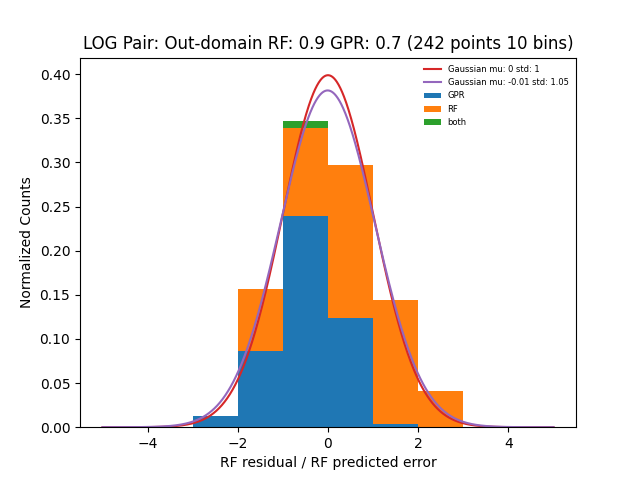 LOG Pair: Out-domain RF: 0.9 GPR: 0.7 (242 points 10 bins)
Gaussian mu: 0 std: 1
Gaussian mu: -0.01 std: 1.05
GPR
RF
both
Normalized Counts
0.40
0.35
0.30
0.25
0.20
0.15
0.10
0.05
0.00
−4 −2 0 2 4
RF residual / RF predicted error